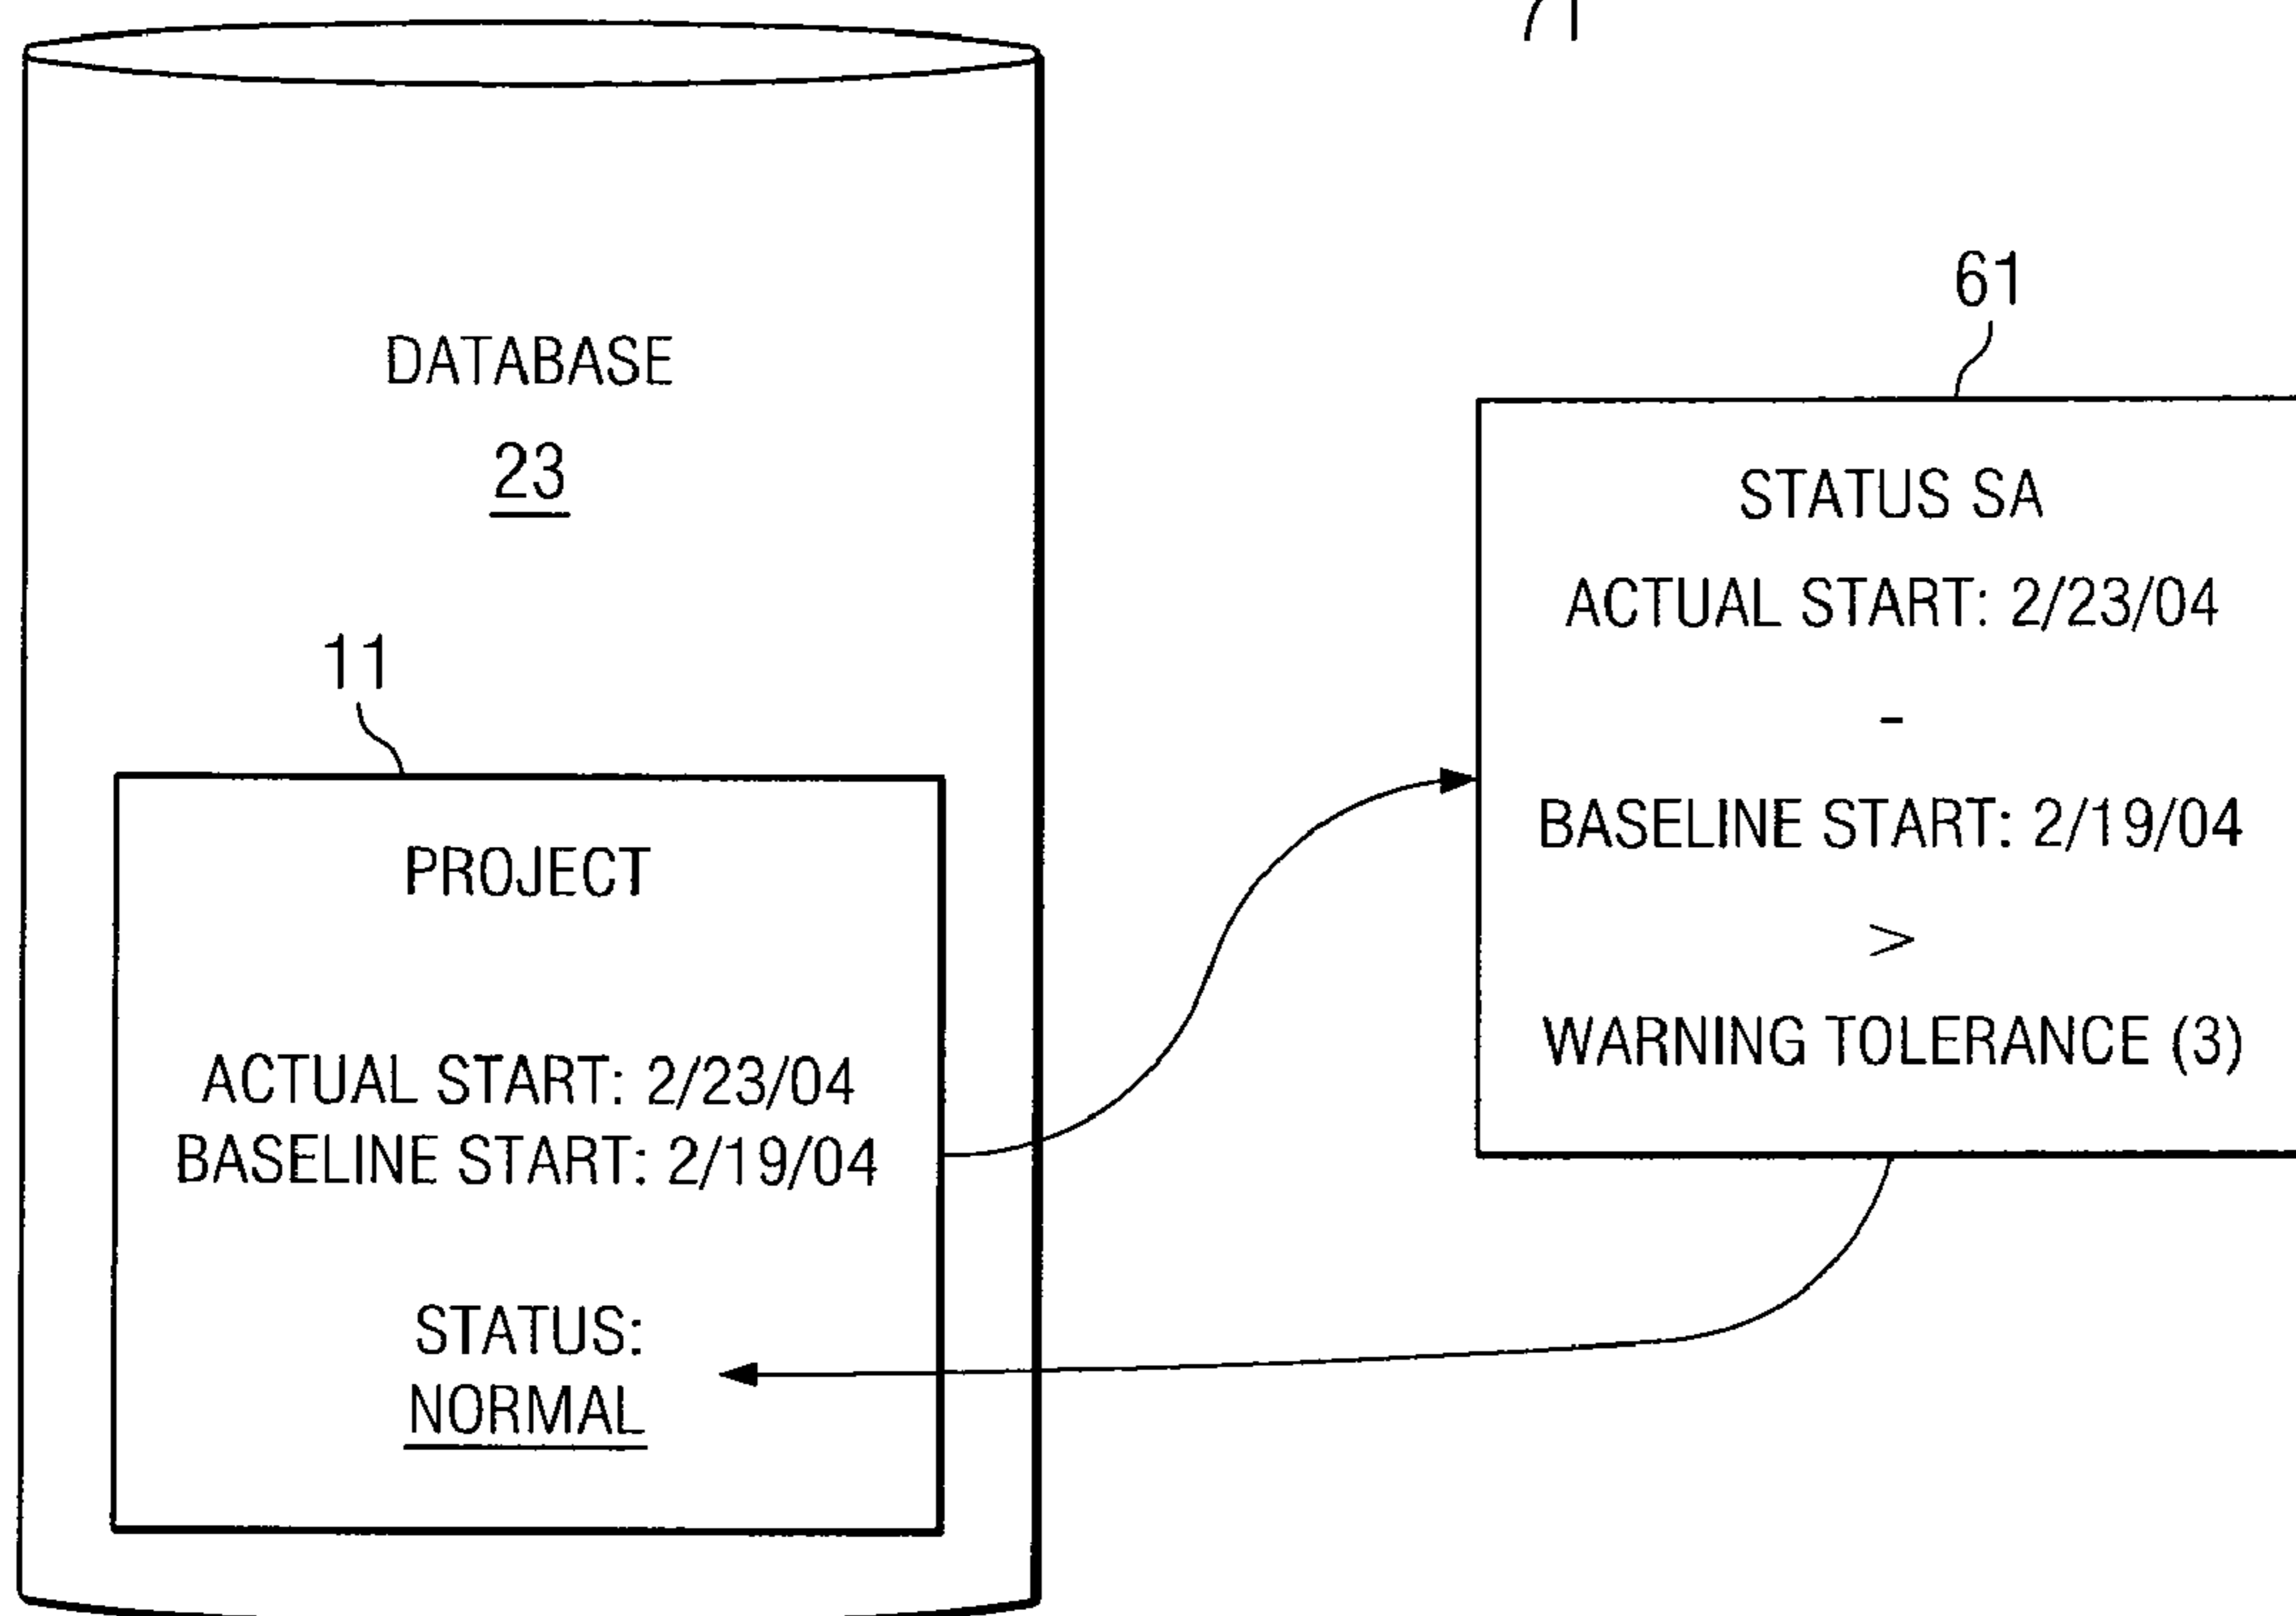 DATABASE
23
11
PROJECT
ACTUAL START: 2/23/04
BASELINE START: 2/19/04
STATUS:
NORMAL
61
STATUS SA
ACTUAL START: 2/23/04
-
BASELINE START: 2/19/04
>
WARNING TOLERANCE (3)